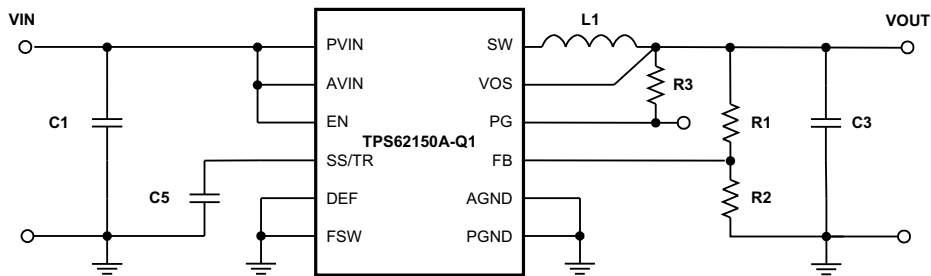 VIN
L1
VOUT
PVIN
SW
AVIN
VOS
R3
C1
EN
PG
R1
C3
TPS62150A-Q1
SS/TR
FB
C5
DEF
AGND
R2
FSW
PGND